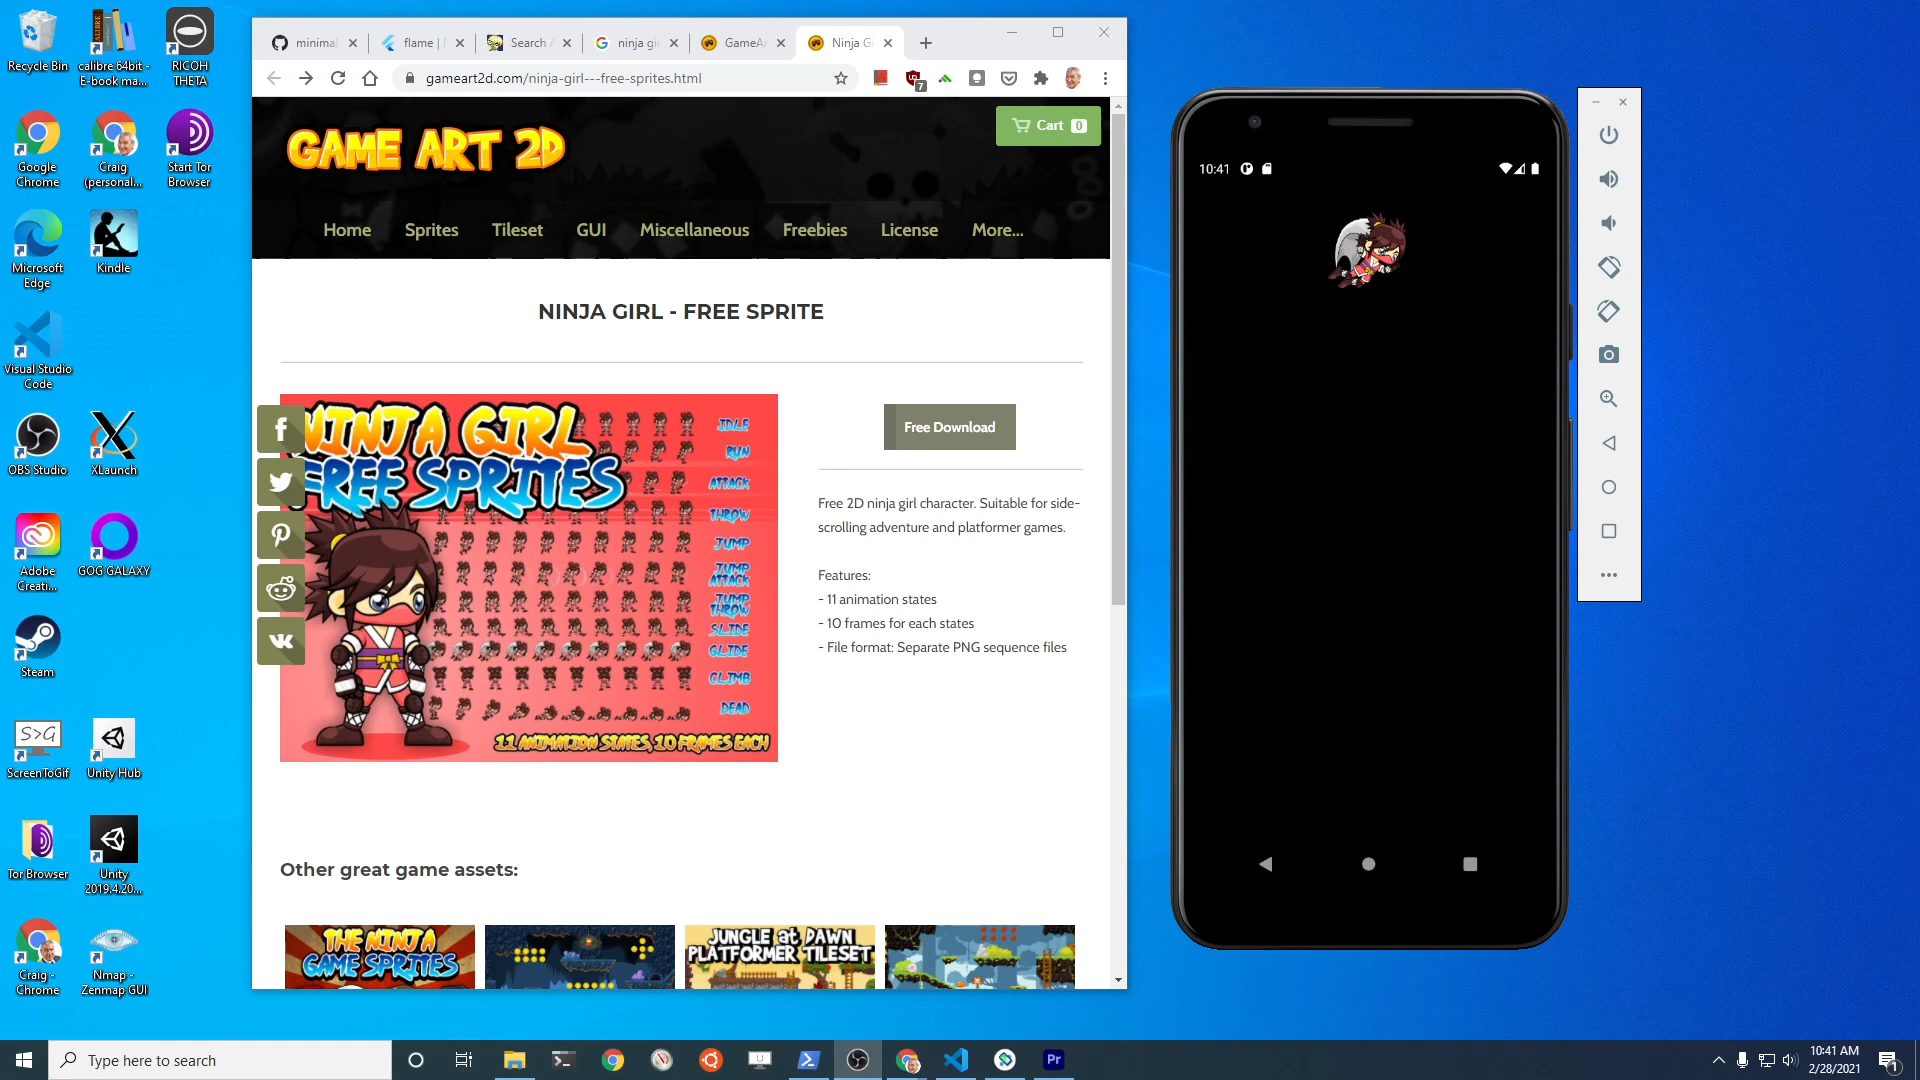 Recycle Bin
calibre 64bit -
E-book ma...
RICOH
THETA
Google
Chrome
Craig
(personal...
Start Tor
Browser
Microsoft
Edge
Kindle
Visual Studio
Code
OBS Studio
XLaunch
Adobe
Creati...
GOG GALAXY
Steam
ScreenToGif
Unity Hub
Tor Browser
Unity
2019.4.20...
Craig -
Chrome
Nmap -
Zenmap GUI
minimal
flame |
Search
ninja gi
GameAr
Ninja G
gameart2d.com/ninja-girl---free-sprites.html
7
GAME ART 2D
Cart 0
Home Sprites Tileset GUI Miscellaneous Freebies License More...
NINJA GIRL - FREE SPRITE
NINJA GIRL
FREE SPRITES
IDLE
RUN
ATTACK
THROW
JUMP
JUMP
ATTACK
JUMP
THROW
SLIDE
GLIDE
CLIMB
DEAD
11 ANIMATION STATES, 10 FRAMES EACH
Free Download
Free 2D ninja girl character. Suitable for side-
scrolling adventure and platformer games.
Features:
- 11 animation states
- 10 frames for each states
- File format: Separate PNG sequence files
Other great game assets:
THE NINJA
GAME SPRITES
JUNGLE at DAWN
PLATFORMER TILESET
10:41
S>G
Type here to search
Pr
10:41 AM
2/28/2021
1